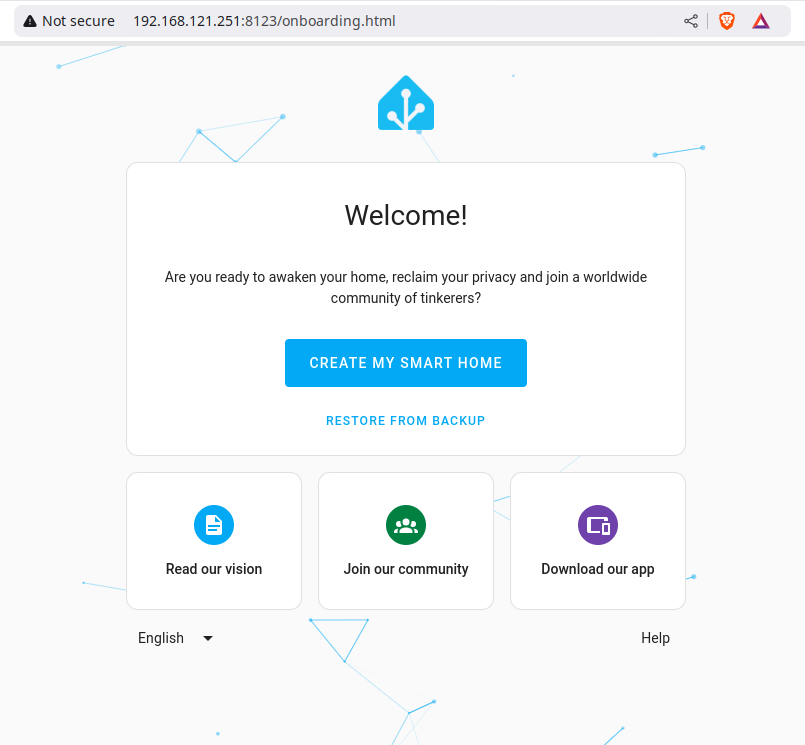 Not secure 192.168.121.251:8123/onboarding.html
Welcome!
Are you ready to awaken your home, reclaim your privacy and join a worldwide
community of tinkerers?
CREATE MY SMART HOME
RESTORE FROM BACKUP
Read our vision
Join our community
Download our app
English
Help